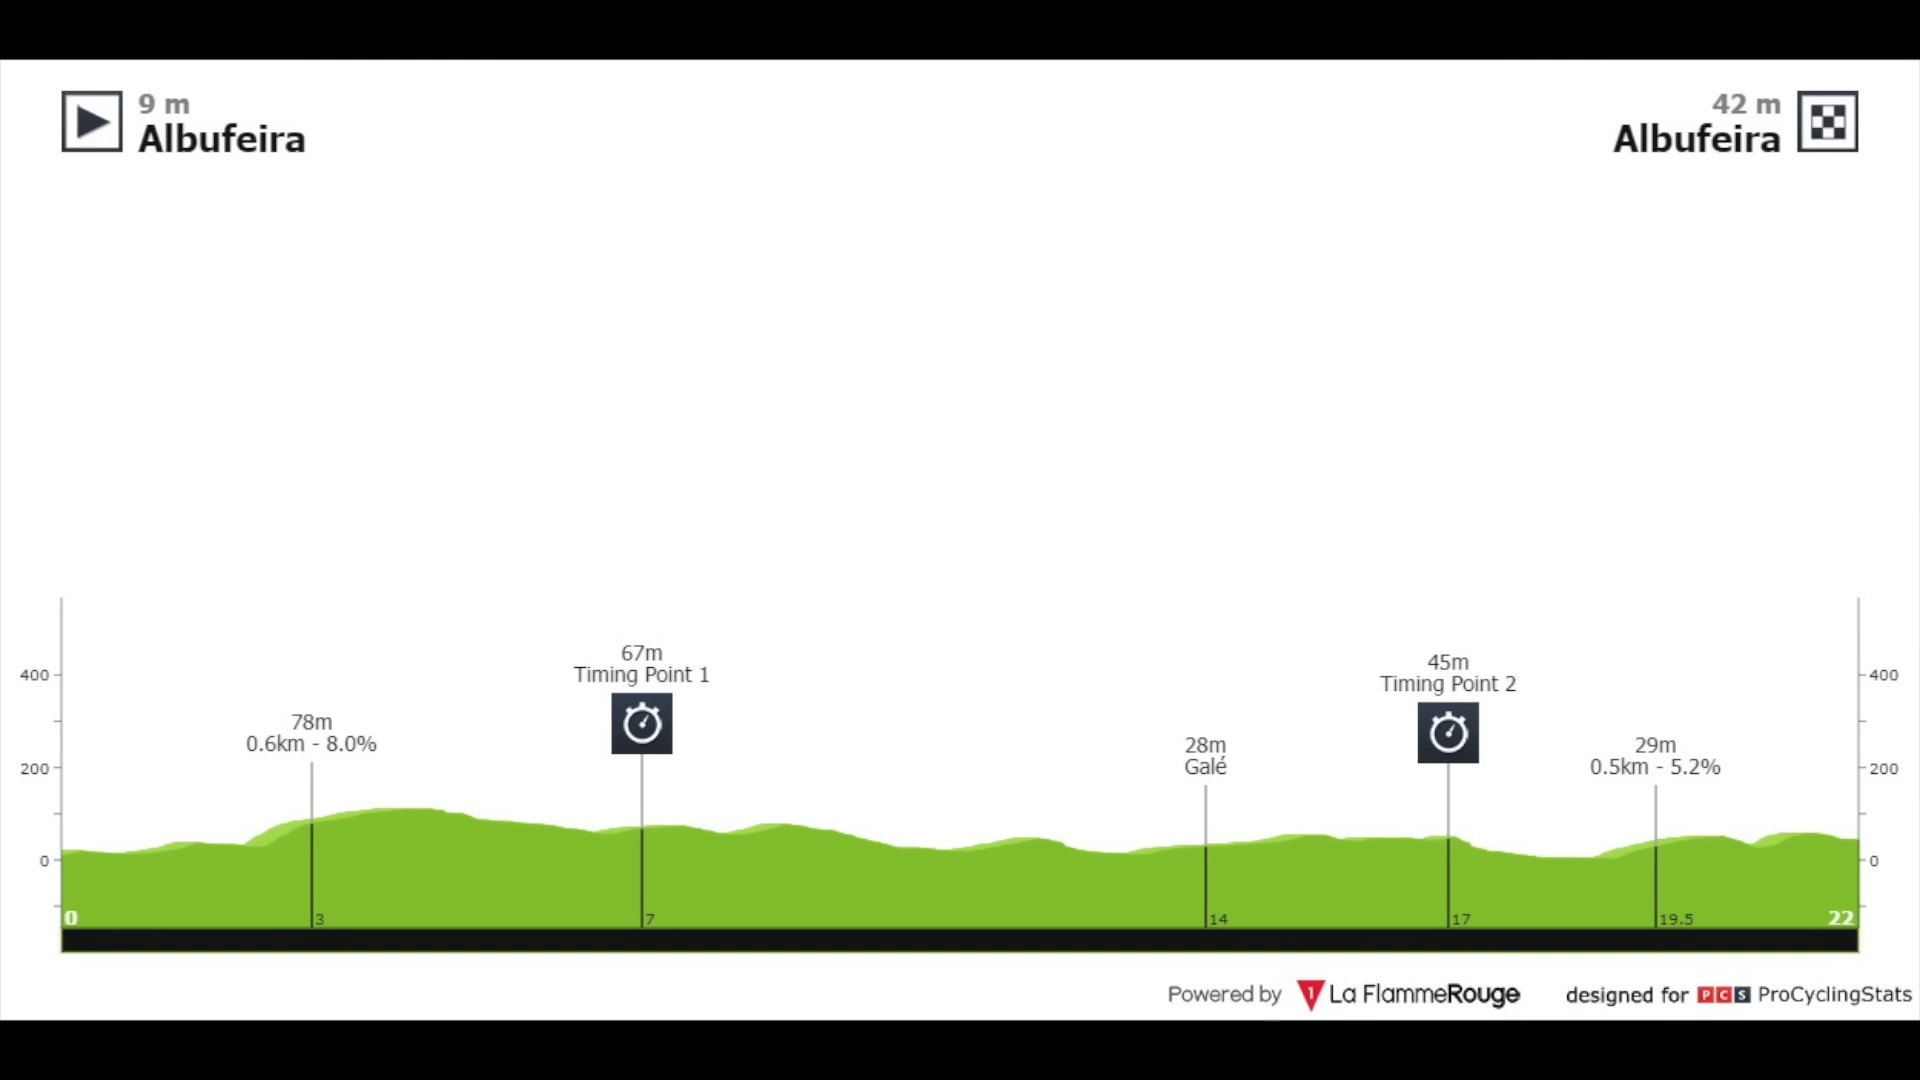 9 m
Albufeira
42 m
Albufeira
67m
Timing Point 1
45m
Timing Point 2
400
400
78m
0.6km - 8.0%
28m
Galé
29m
0.5km - 5.2%
200
200
0
0
0
3
7
14
17
19.5
22
Powered by 1 La FlammeRouge designed for PCS ProCyclingStats